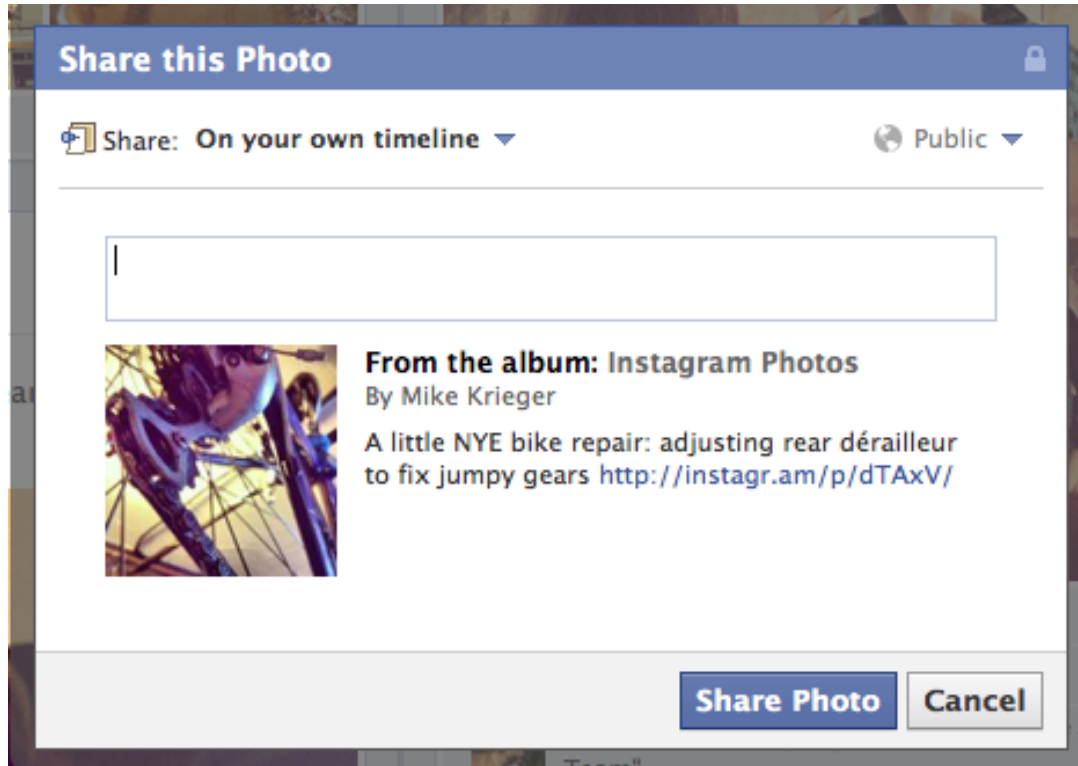 Share this Photo
Share: On your own timeline
Public
From the album: Instagram Photos
By Mike Krieger
A little NYE bike repair: adjusting rear dérailleur
to fix jumpy gears http://instagr.am/p/dTAxV/
Share Photo
Cancel
Team"